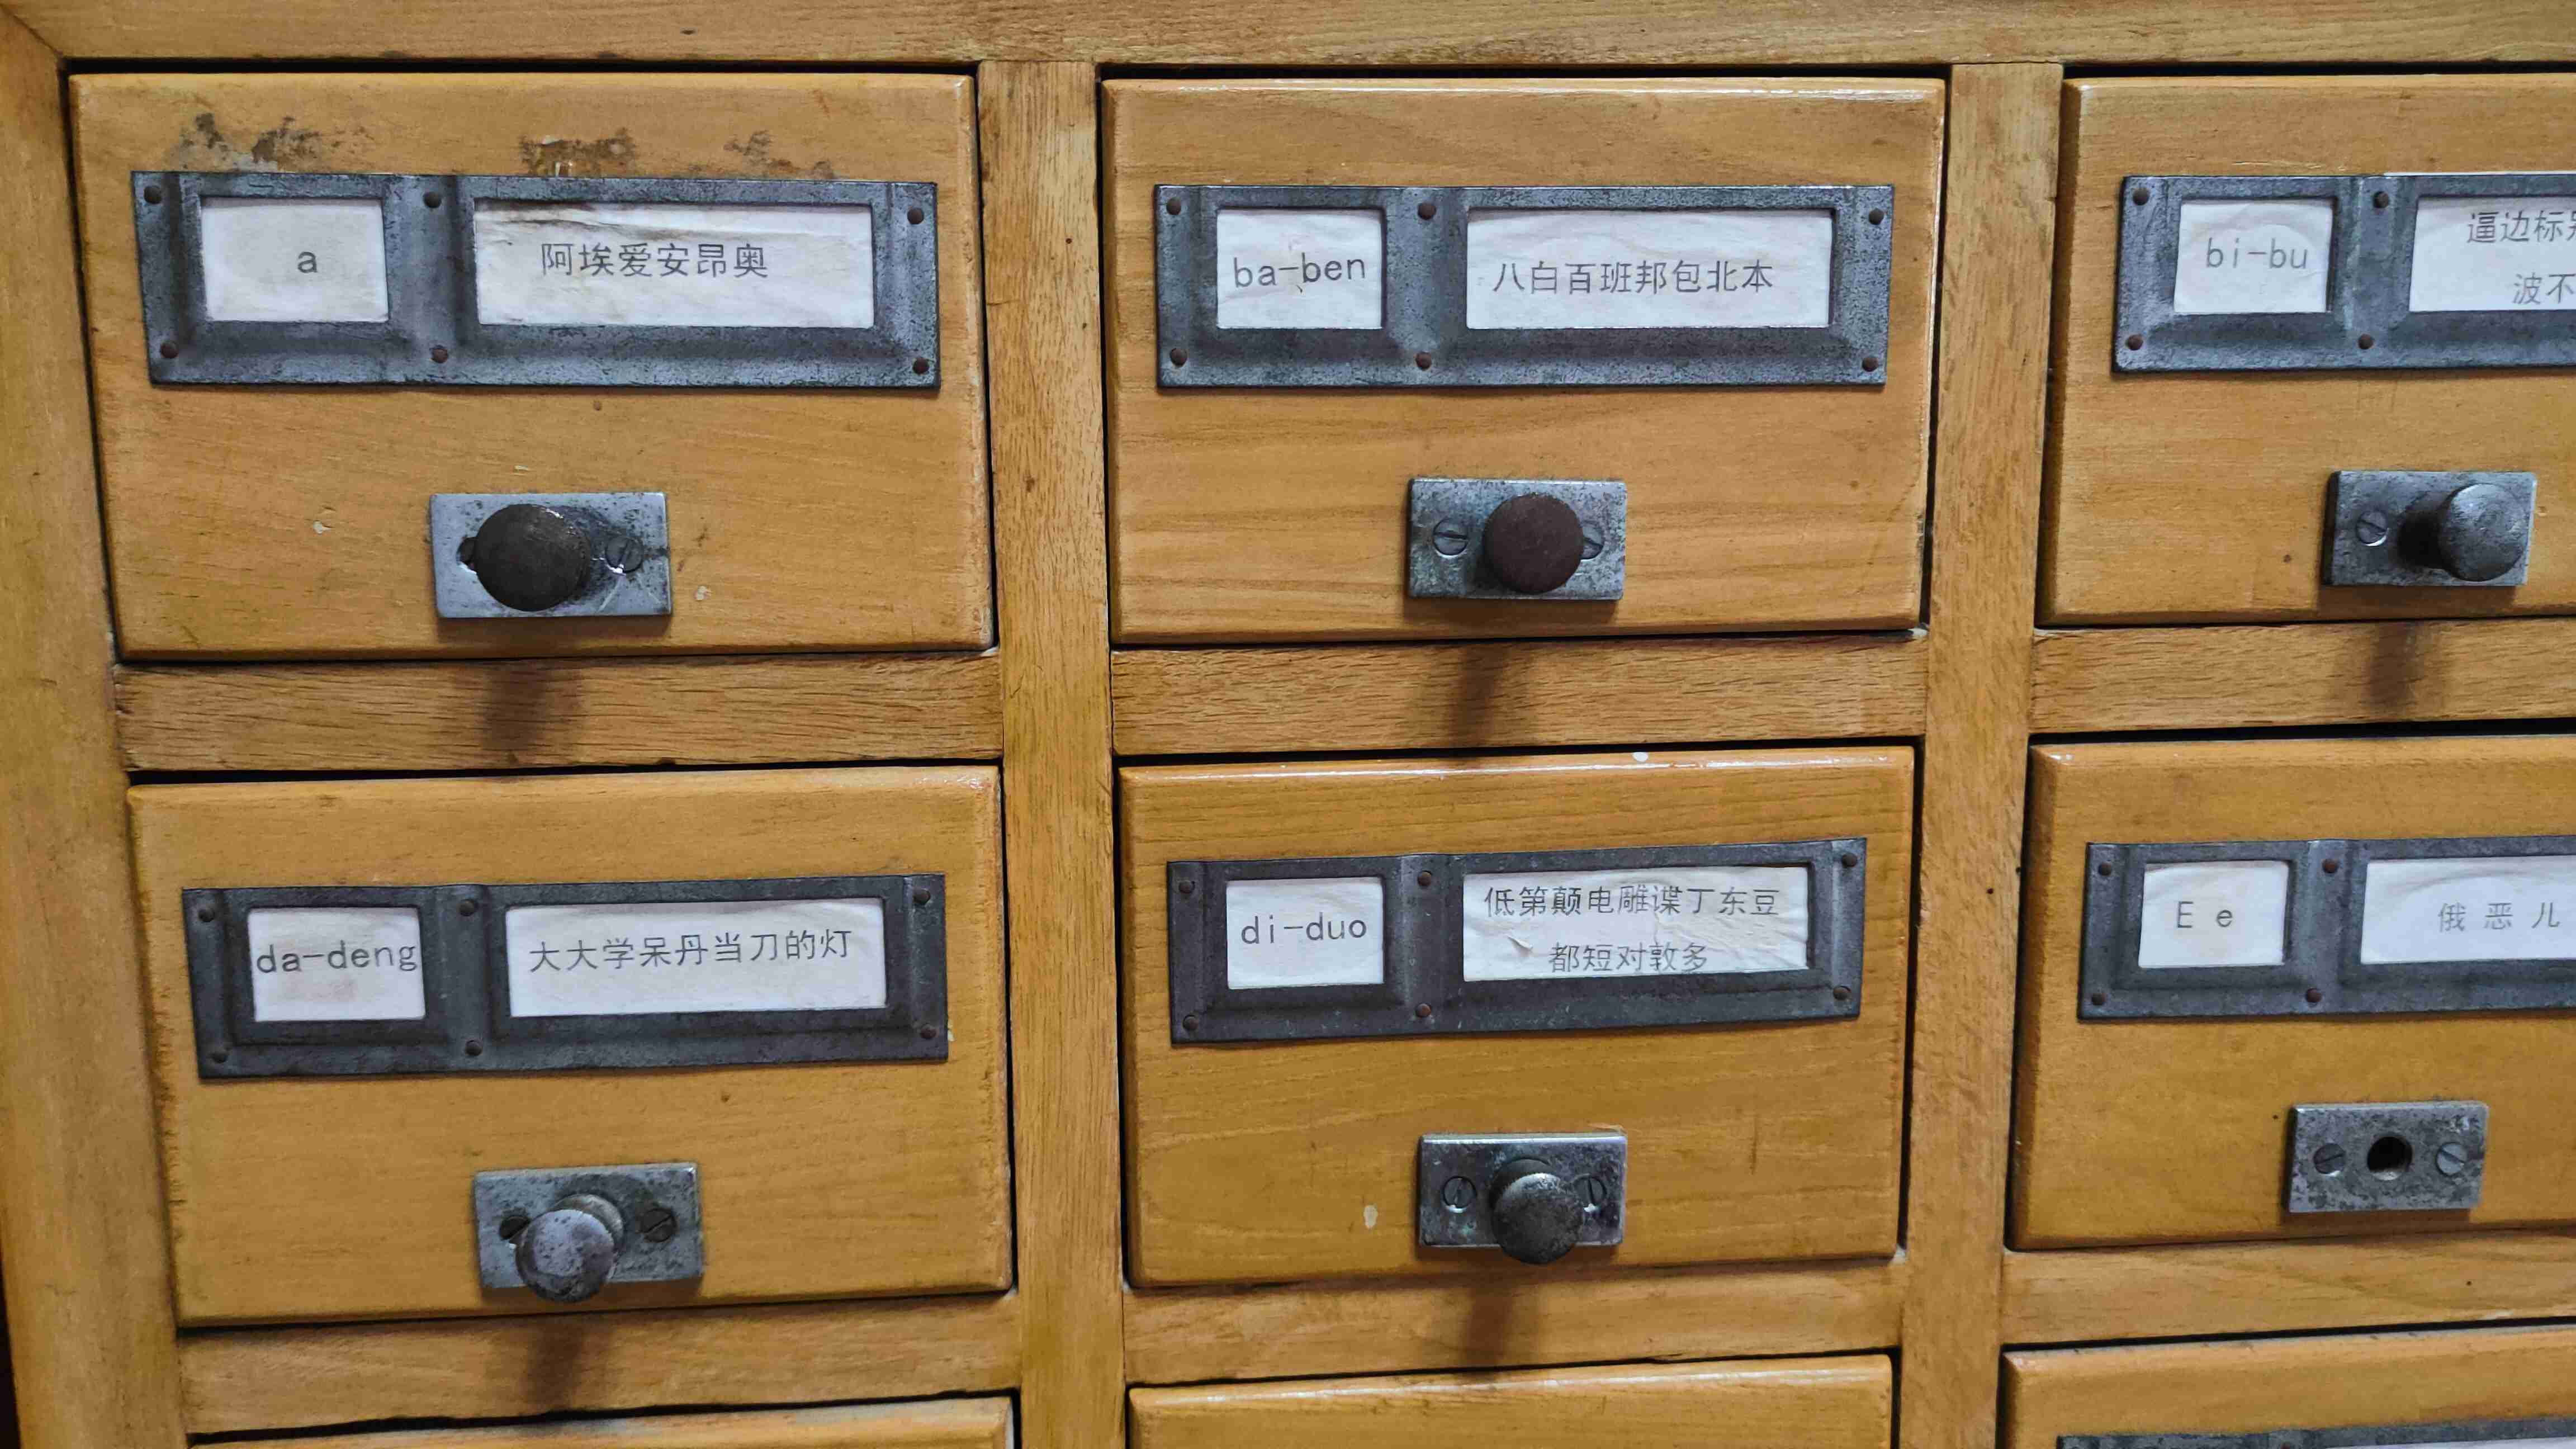 a
阿埃爱安昂奥
ba-ben
八白百班邦包北本
bi-bu
逼边标
波不
da-deng
大大学呆丹当刀的灯
di-duo
低第颠电雕谍丁东豆
都短对敦多
E e
俄 恶 儿